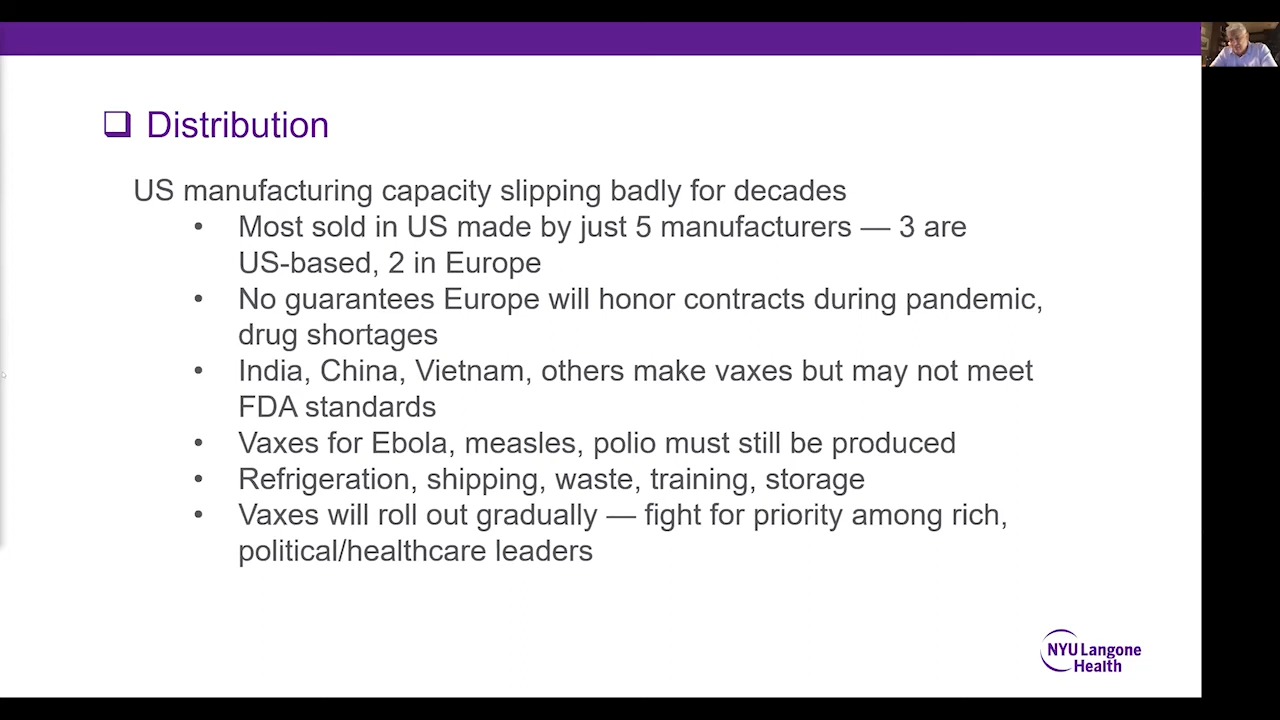 Distribution
US manufacturing capacity slipping badly for decades
• Most sold in US made by just 5 manufacturers — 3 are
US-based, 2 in Europe
• No guarantees Europe will honor contracts during pandemic,
drug shortages
• India, China, Vietnam, others make vaxes but may not meet
FDA standards
• Vaxes for Ebola, measles, polio must still be produced
• Refrigeration, shipping, waste, training, storage
• Vaxes will roll out gradually — fight for priority among rich,
political/healthcare leaders
NYU Langone
Health